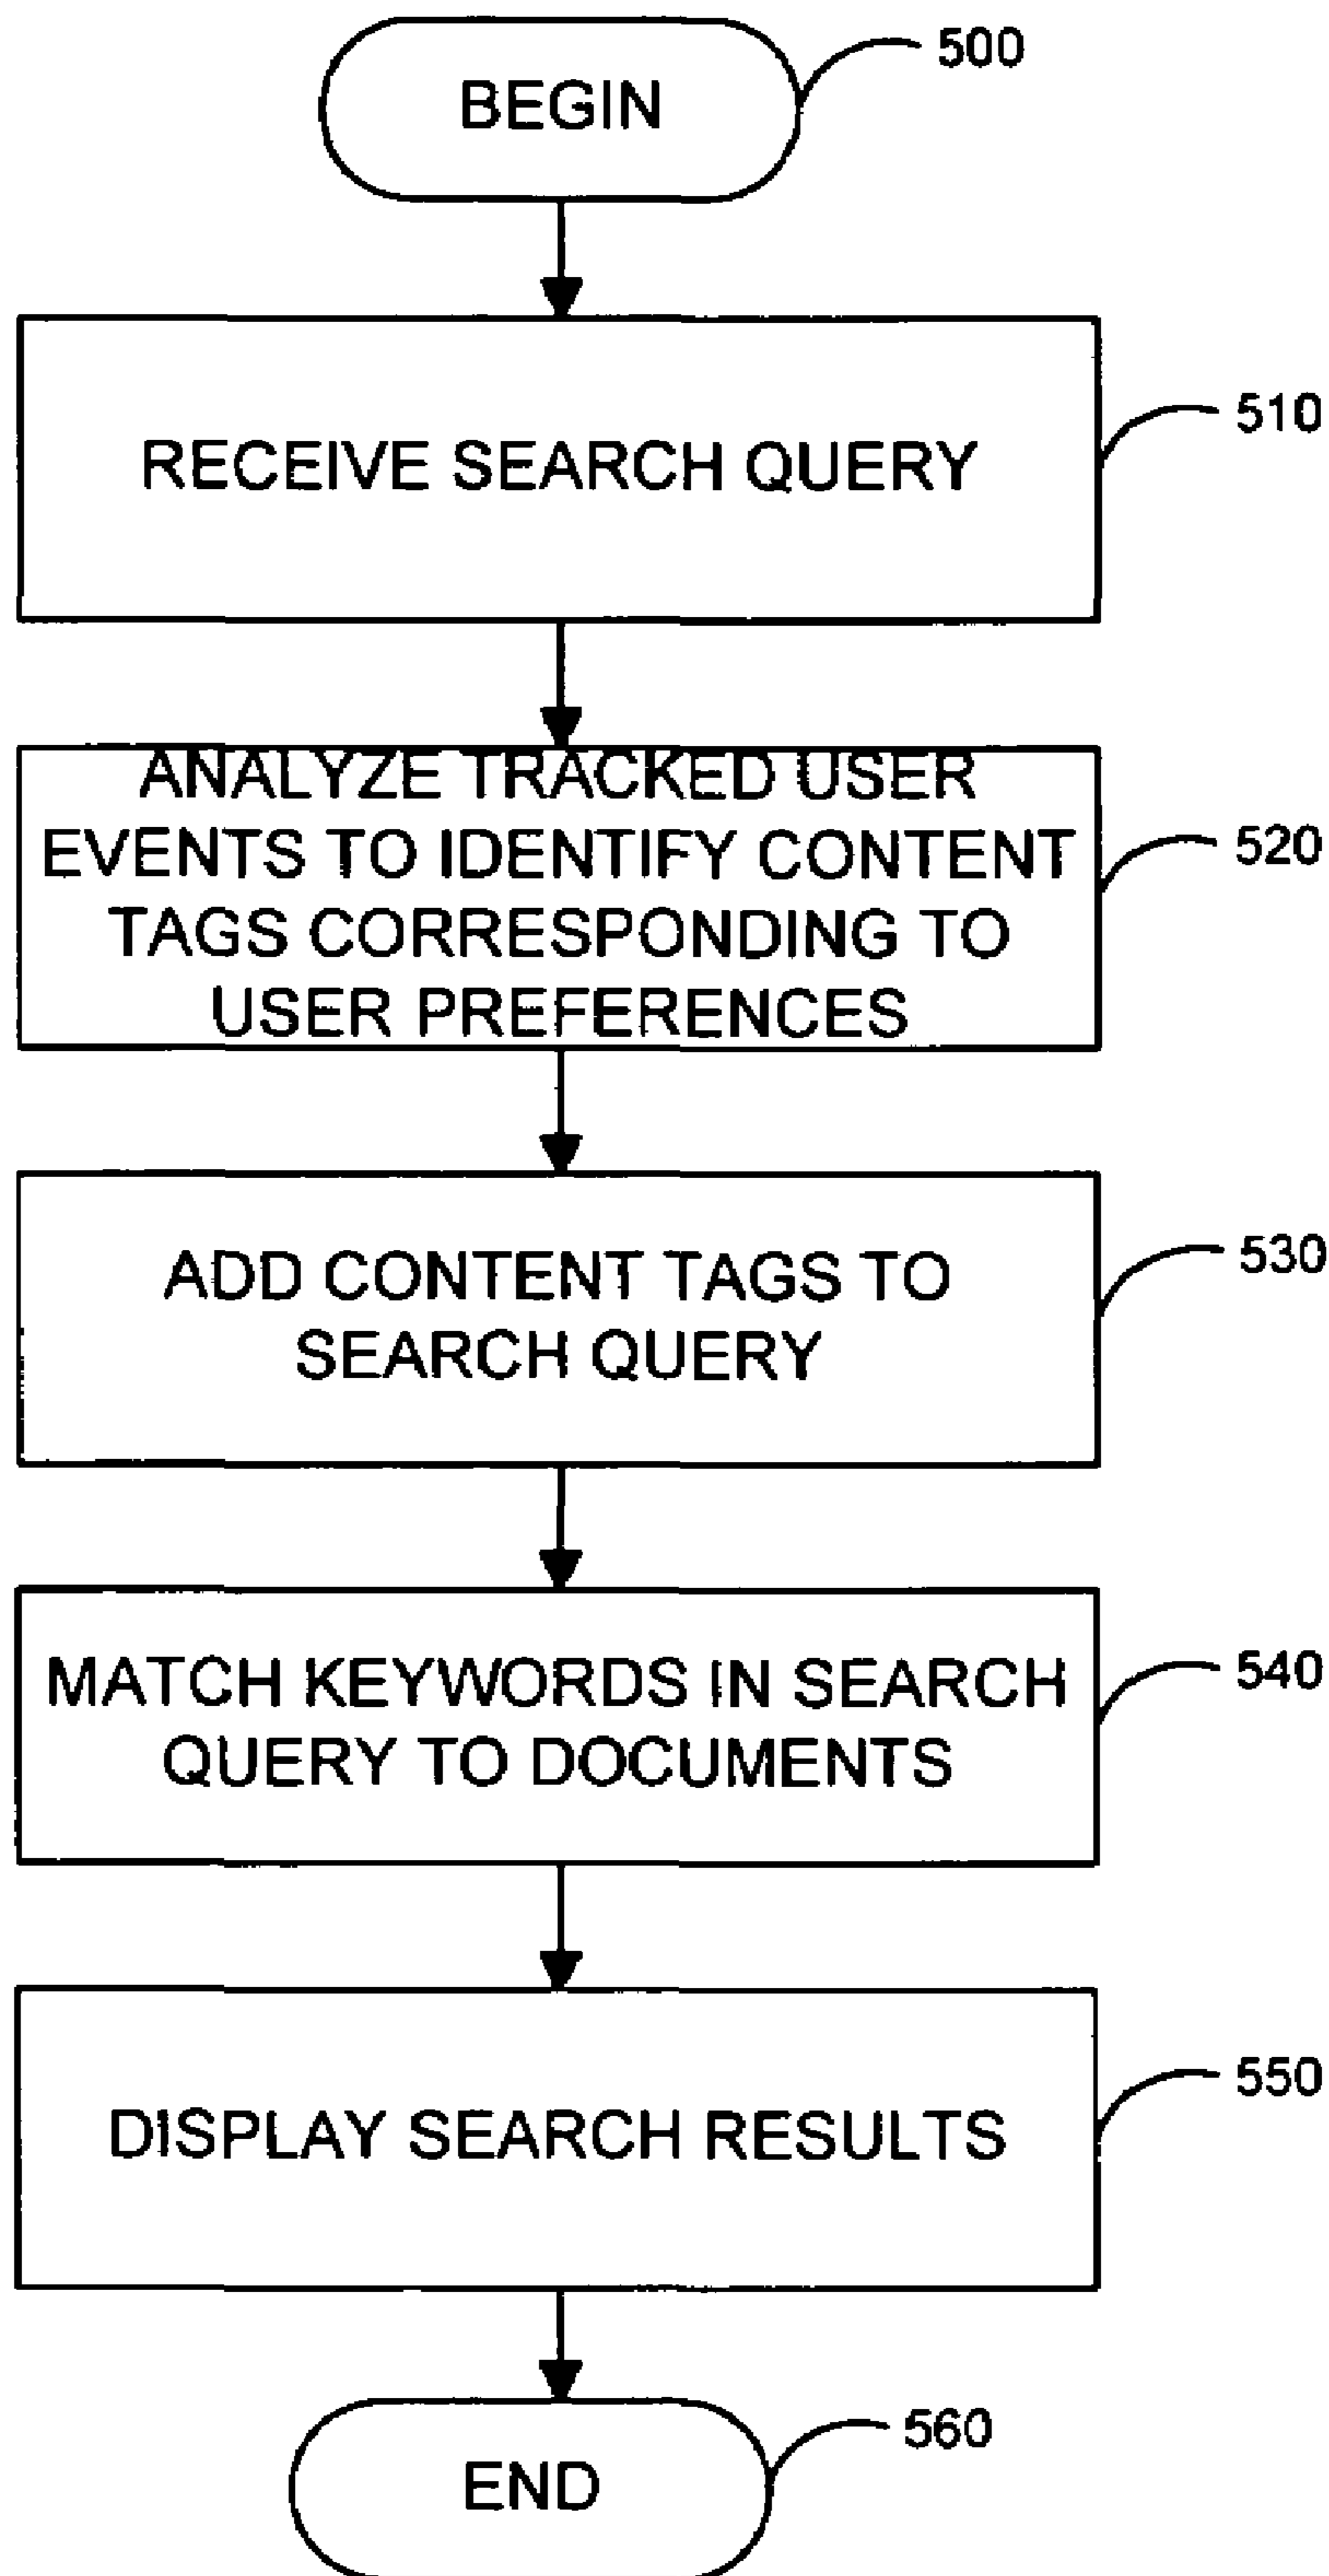 BEGIN
500
RECEIVE SEARCH QUERY
510
ANALYZE TRACKED USER
EVENTS TO IDENTIFY CONTENT
TAGS CORRESPONDING TO
USER PREFERENCES
520
ADD CONTENT TAGS TO
SEARCH QUERY
530
MATCH KEYWORDS IN SEARCH
QUERY TO DOCUMENTS
540
DISPLAY SEARCH RESULTS
550
END
560